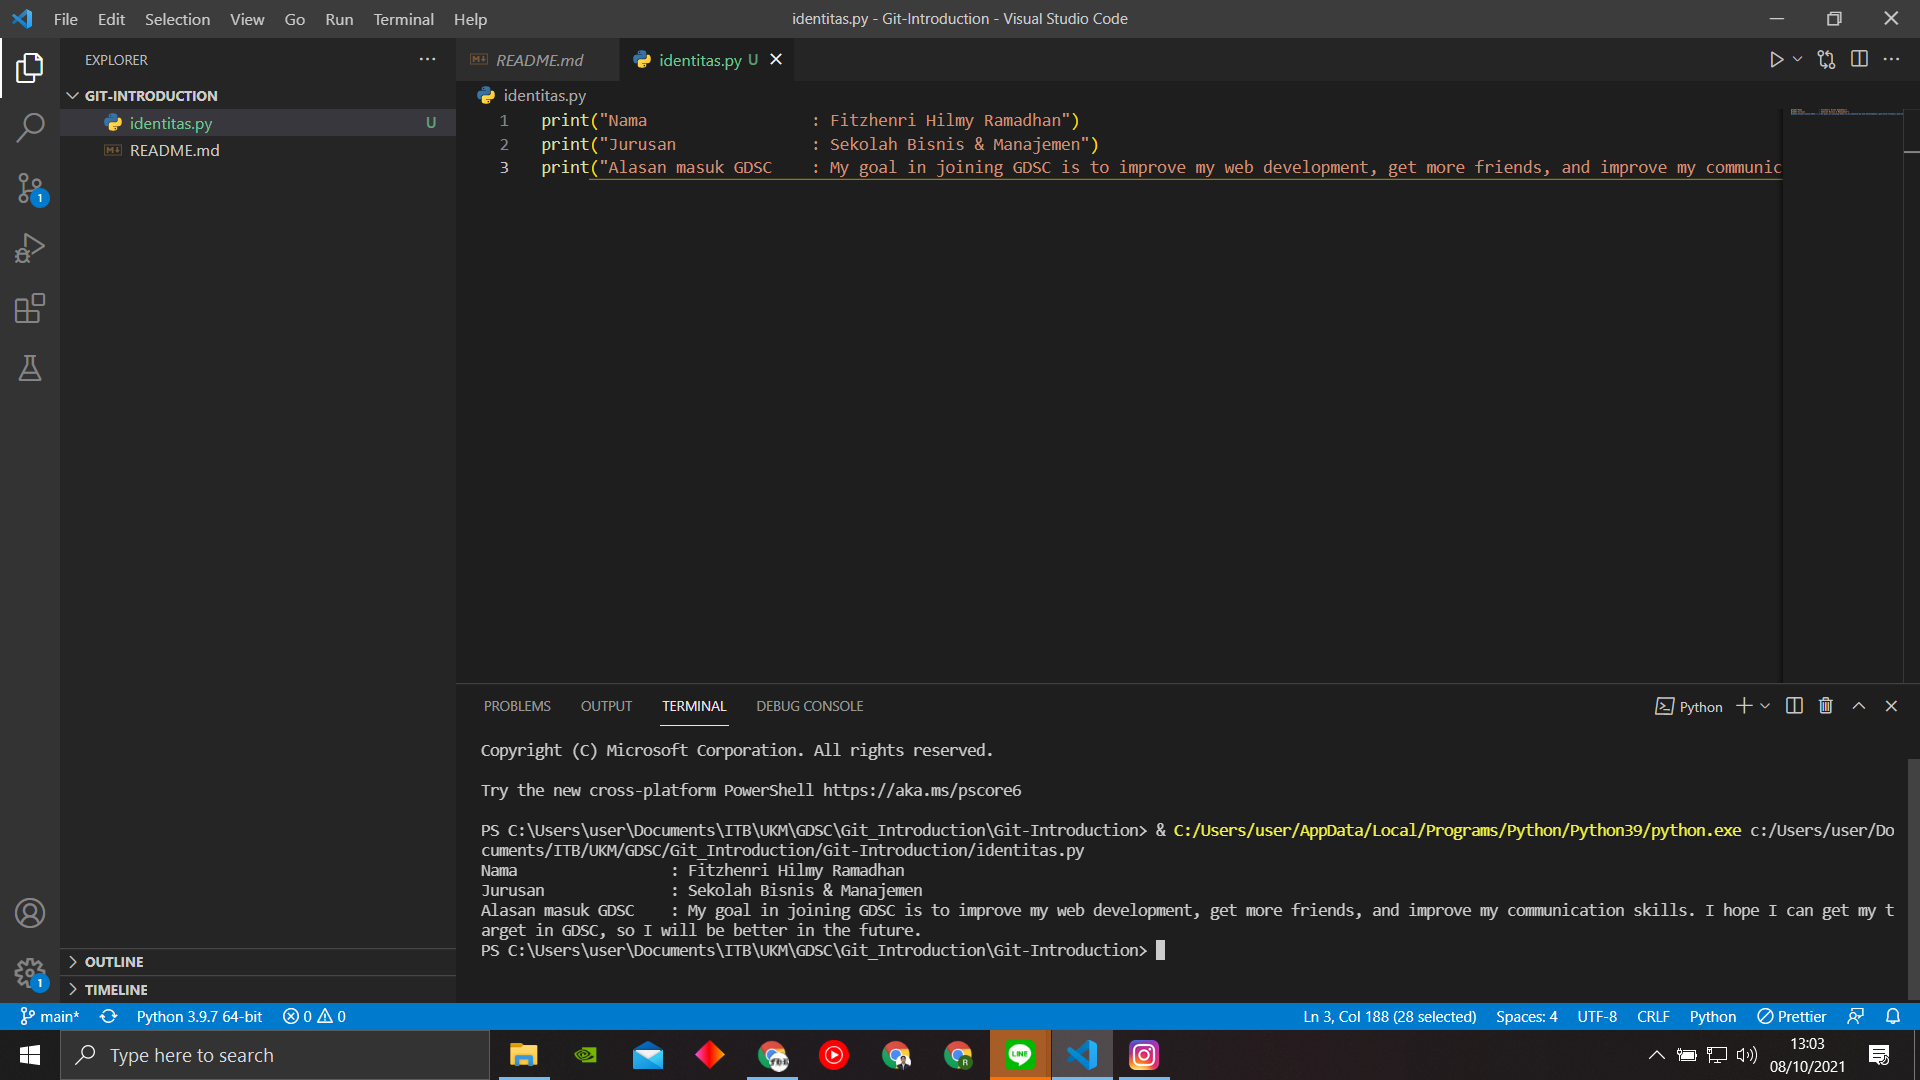 File Edit Selection View Go Run Terminal Help
identitas.py - Git-Introduction - Visual Studio Code
EXPLORER
GIT-INTRODUCTION
identitas.py U
README.md
1
1
OUTLINE
TIMELINE
README.md
identitas.py U
identitas.py
1 print("Nama : Fitzhenri Hilmy Ramadhan")
2 print("Jurusan : Sekolah Bisnis & Manajemen")
3 print("Alasan masuk GDSC : My goal in joining GDSC is to improve my web development, get more friends, and improve my communic
PROBLEMS OUTPUT TERMINAL DEBUG CONSOLE
Python
Copyright (C) Microsoft Corporation. All rights reserved.
Try the new cross-platform PowerShell https://aka.ms/pscore6
PS C:\Users\user\Documents\ITB\UKM\GDSC\Git_Introduction\Git-Introduction> & C:/Users/user/AppData/Local/Programs/Python/Python39/python.exe c:/Users/user/Do
cuments/ITB/UKM/GDSC/Git_Introduction/Git-Introduction/identitas.py
Nama : Fitzhenri Hilmy Ramadhan
Jurusan : Sekolah Bisnis & Manajemen
Alasan masuk GDSC : My goal in joining GDSC is to improve my web development, get more friends, and improve my communication skills. I hope I can get my t
arget in GDSC, so I will be better in the future.
PS C:\Users\user\Documents\ITB\UKM\GDSC\Git_Introduction\Git-Introduction>
main* Python 3.9.7 64-bit 0 0 Ln 3, Col 188 (28 selected) Spaces: 4 UTF-8 CRLF Python Prettier
Type here to search
LINE
R
13:03
08/10/2021